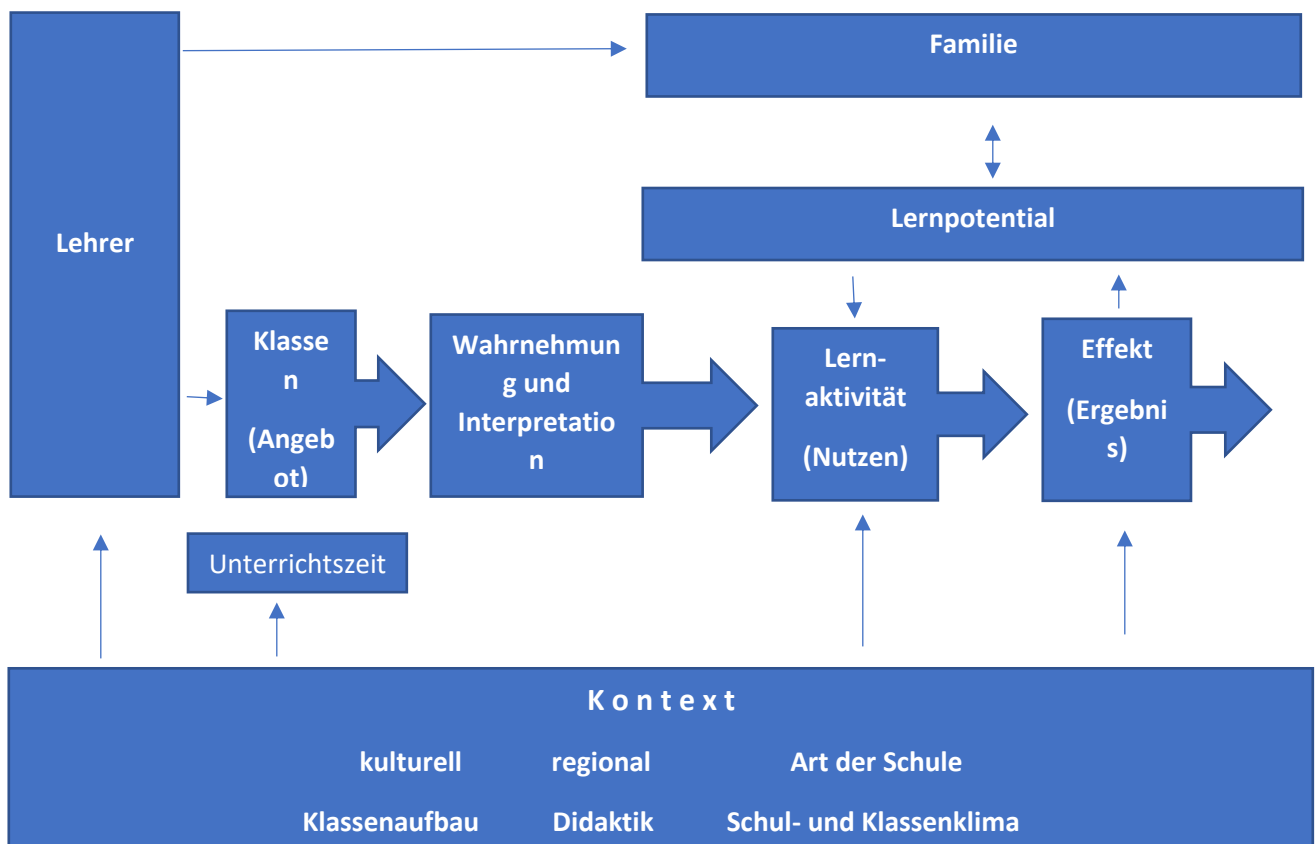 Familie
Lehrer
Lernpotential
Klasse
n
(Angeb
ot)
Wahrnehmun
g und
Interpretatio
n
Lern-
aktivität
(Nutzen)
Effekt
(Ergebni
s)
Unterrichtszeit
K o n t e x t
kulturell regional Art der Schule
Klassenaufbau Didaktik Schul- und Klassenklima